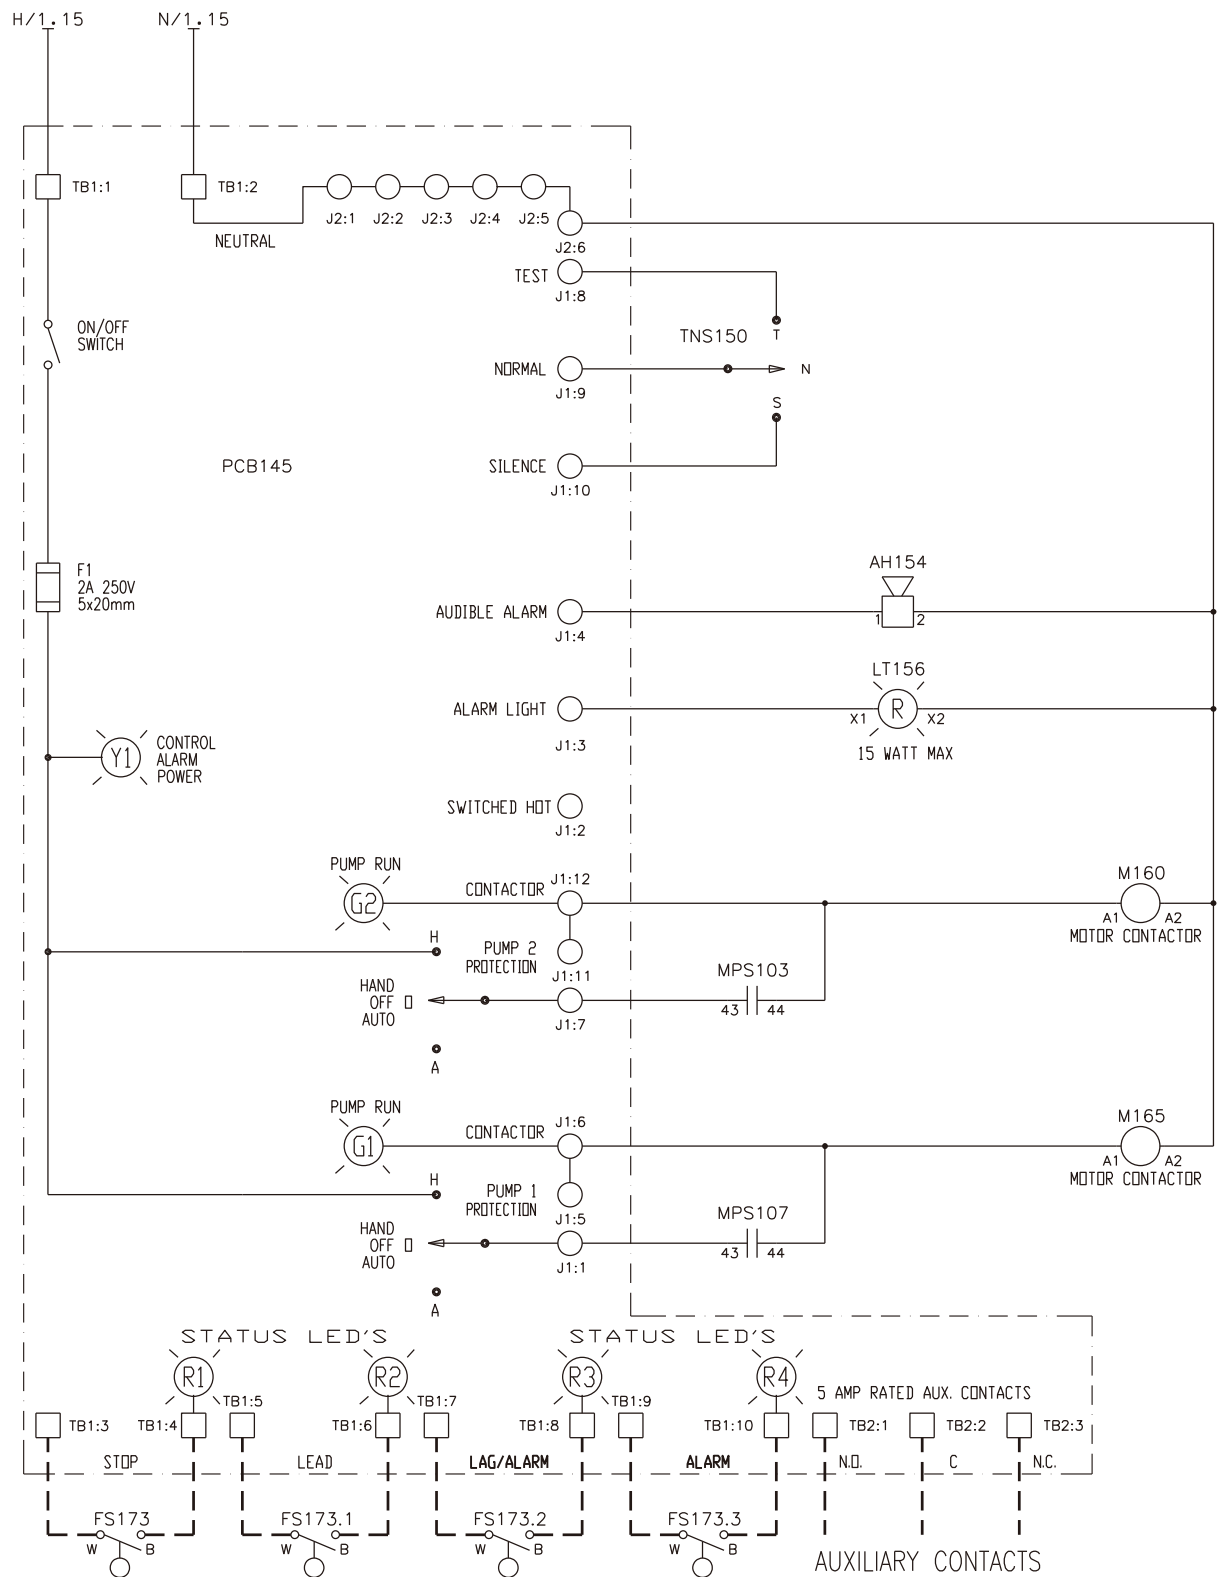 H/1.15
N/1.15
TB1:1
TB1:2
J2:1
J2:2
J2:3
J2:4
J2:5
NEUTRAL
J2:6
TEST
J1:8
ON/OFF
SWITCH
TNS150
T
NORMAL
N
J1:9
S
PCB145
SILENCE
J1:10
F1
2A 250V
5x20mm
AH154
AUDIBLE ALARM
1
2
J1:4
LT156
ALARM LIGHT
X1
R
X2
J1:3
15 WATT MAX
Y1
CONTROL
ALARM
POWER
SWITCHED HOT
J1:2
PUMP RUN
G2
CONTACTOR
J1:12
M160
A1
A2
MOTOR CONTACTOR
H
PUMP 2
PROTECTION
J1:11
MPS103
HAND
OFF
AUTO
O
43
44
J1:7
A
PUMP RUN
G1
CONTACTOR
J1:6
M165
A1
A2
MOTOR CONTACTOR
H
PUMP 1
PROTECTION
J1:5
MPS107
HAND
OFF
AUTO
O
43
44
J1:1
A
STATUS LED'S
STATUS LED'S
R1
R2
R3
R4
TB1:3
TB1:4
TB1:5
TB1:6
TB1:7
TB1:8
TB1:9
TB1:10
5 AMP RATED AUX. CONTACTS
TB2:1
TB2:2
TB2:3
STOP
LEAD
LAG/ALARM
ALARM
N.O.
C
N.C.
FS173
W
B
FS173.1
W
B
FS173.2
W
B
FS173.3
W
B
AUXILIARY CONTACTS